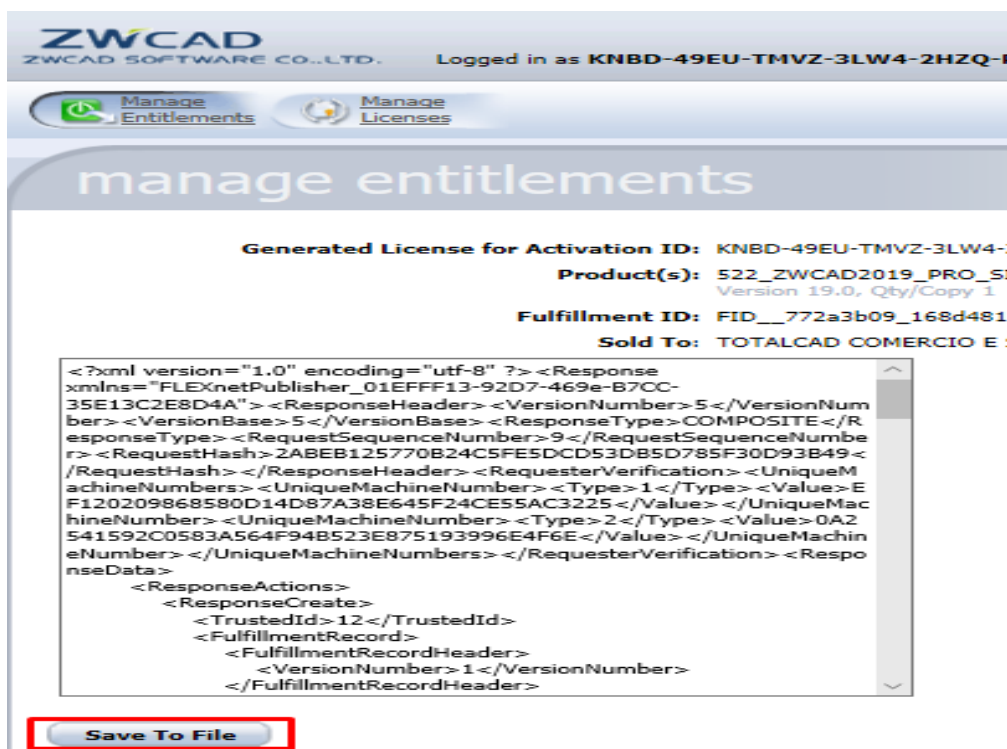 ZWCAD
ZWCAD SOFTWARE CO..LTD.
Logged in as KNBD-49EU-TMVZ-3LW4-2HZQ-
Manage
Entitlements
Manage
Licenses
manage entitlements
Generated License for Activation ID: KNBD-49EU-TMVZ-3LW4-
Product(s): 522_ZWCAD2019_PRO_S
Version 19.0, Qty/Copy 1
Fulfillment ID: FID__772a3b09_168d481
Sold To: TOTALCAD COMERCIO E
<?xml version="1.0" encoding="utf-8" ?><Response
xmlns="FLEXnetPublisher_01EFFF13-92D7-469e-B7CC-
35E13C2E8D4A"><ResponseHeader><VersionNumber>5</VersionNum
ber><VersionBase>5</VersionBase><ResponseType>COMPOSITE</R
esponseType><RequestSequenceNumber>9</RequestSequenceNumbe
r><RequestHash>2ABEB125770B24C5FE5DCD53DB5D785F30D93B49<
/RequestHash></ResponseHeader><RequesterVerification><UniqueM
achineNumbers><UniqueMachineNumber><Type>1</Type><Value>E
F120209868580D14D87A38E645F24CE55AC3225</Value></UniqueMac
hineNumber><UniqueMachineNumber><Type>2</Type><Value>0A2
541592C0583A564F94B523E875193996E4F6E</Value></UniqueMachin
eNumber></UniqueMachineNumbers></RequesterVerification><Respo
nseData>
<ResponseActions>
<ResponseCreate>
<TrustedId>12</TrustedId>
<FulfillmentRecord>
<FulfillmentRecordHeader>
<VersionNumber>1</VersionNumber>
</FulfillmentRecordHeader>
Save To File